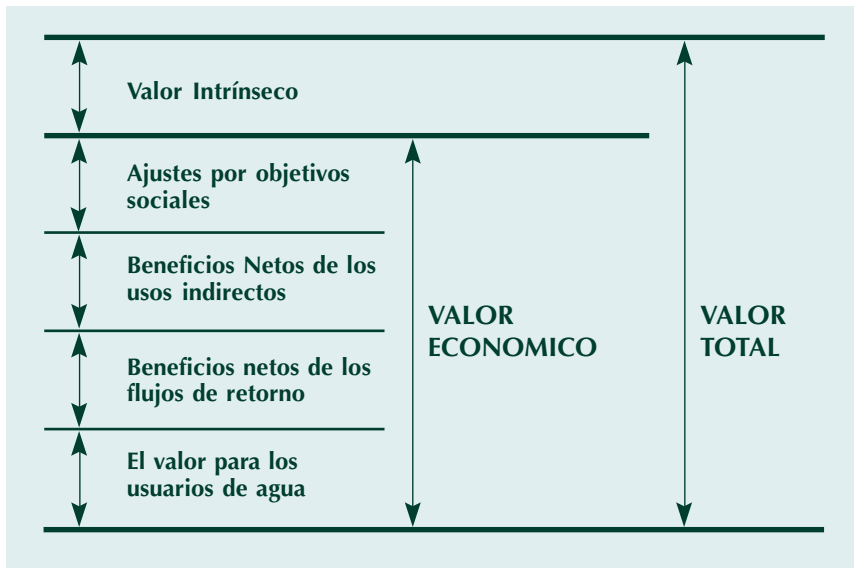 Valor Intrínseco
Ajustes por objetivos
sociales
Beneficios Netos de los
usos indirectos
Beneficios netos de los
flujos de retorno
El valor para los
usuarios de agua
VALOR
ECONOMICO
VALOR
TOTAL